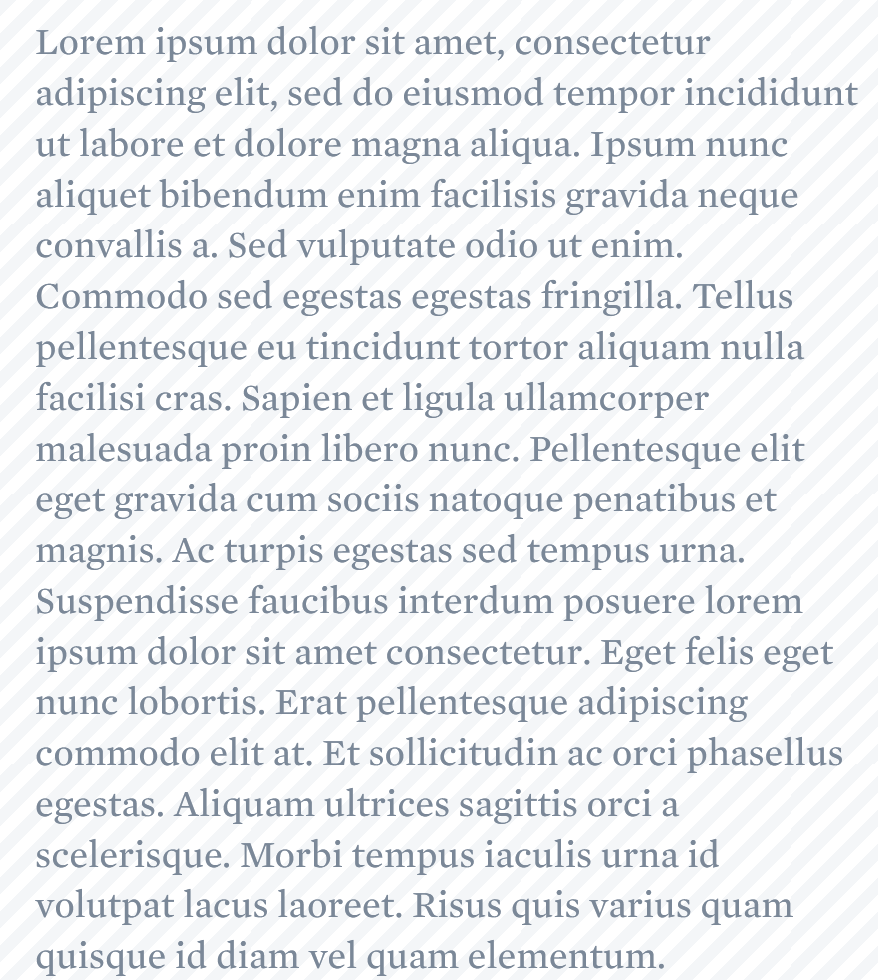 Lorem ipsum dolor sit amet, consectetur
adipiscing elit, sed do eiusmod tempor incididunt
ut labore et dolore magna aliqua. Ipsum nunc
aliquet bibendum enim facilisis gravida neque
convallis a. Sed vulputate odio ut enim.
Commodo sed egestas egestas fringilla. Tellus
pellentesque eu tincidunt tortor aliquam nulla
facilisi cras. Sapien et ligula ullamcorper
malesuada proin libero nunc. Pellentesque elit
eget gravida cum sociis natoque penatibus et
magnis. Ac turpis egestas sed tempus urna.
Suspendisse faucibus interdum posuere lorem
ipsum dolor sit amet consectetur. Eget felis eget
nunc lobortis. Erat pellentesque adipiscing
commodo elit at. Et sollicitudin ac orci phasellus
egestas. Aliquam ultrices sagittis orci a
scelerisque. Morbi tempus iaculis urna id
volutpat lacus laoreet. Risus quis varius quam
quisque id diam vel quam elementum.